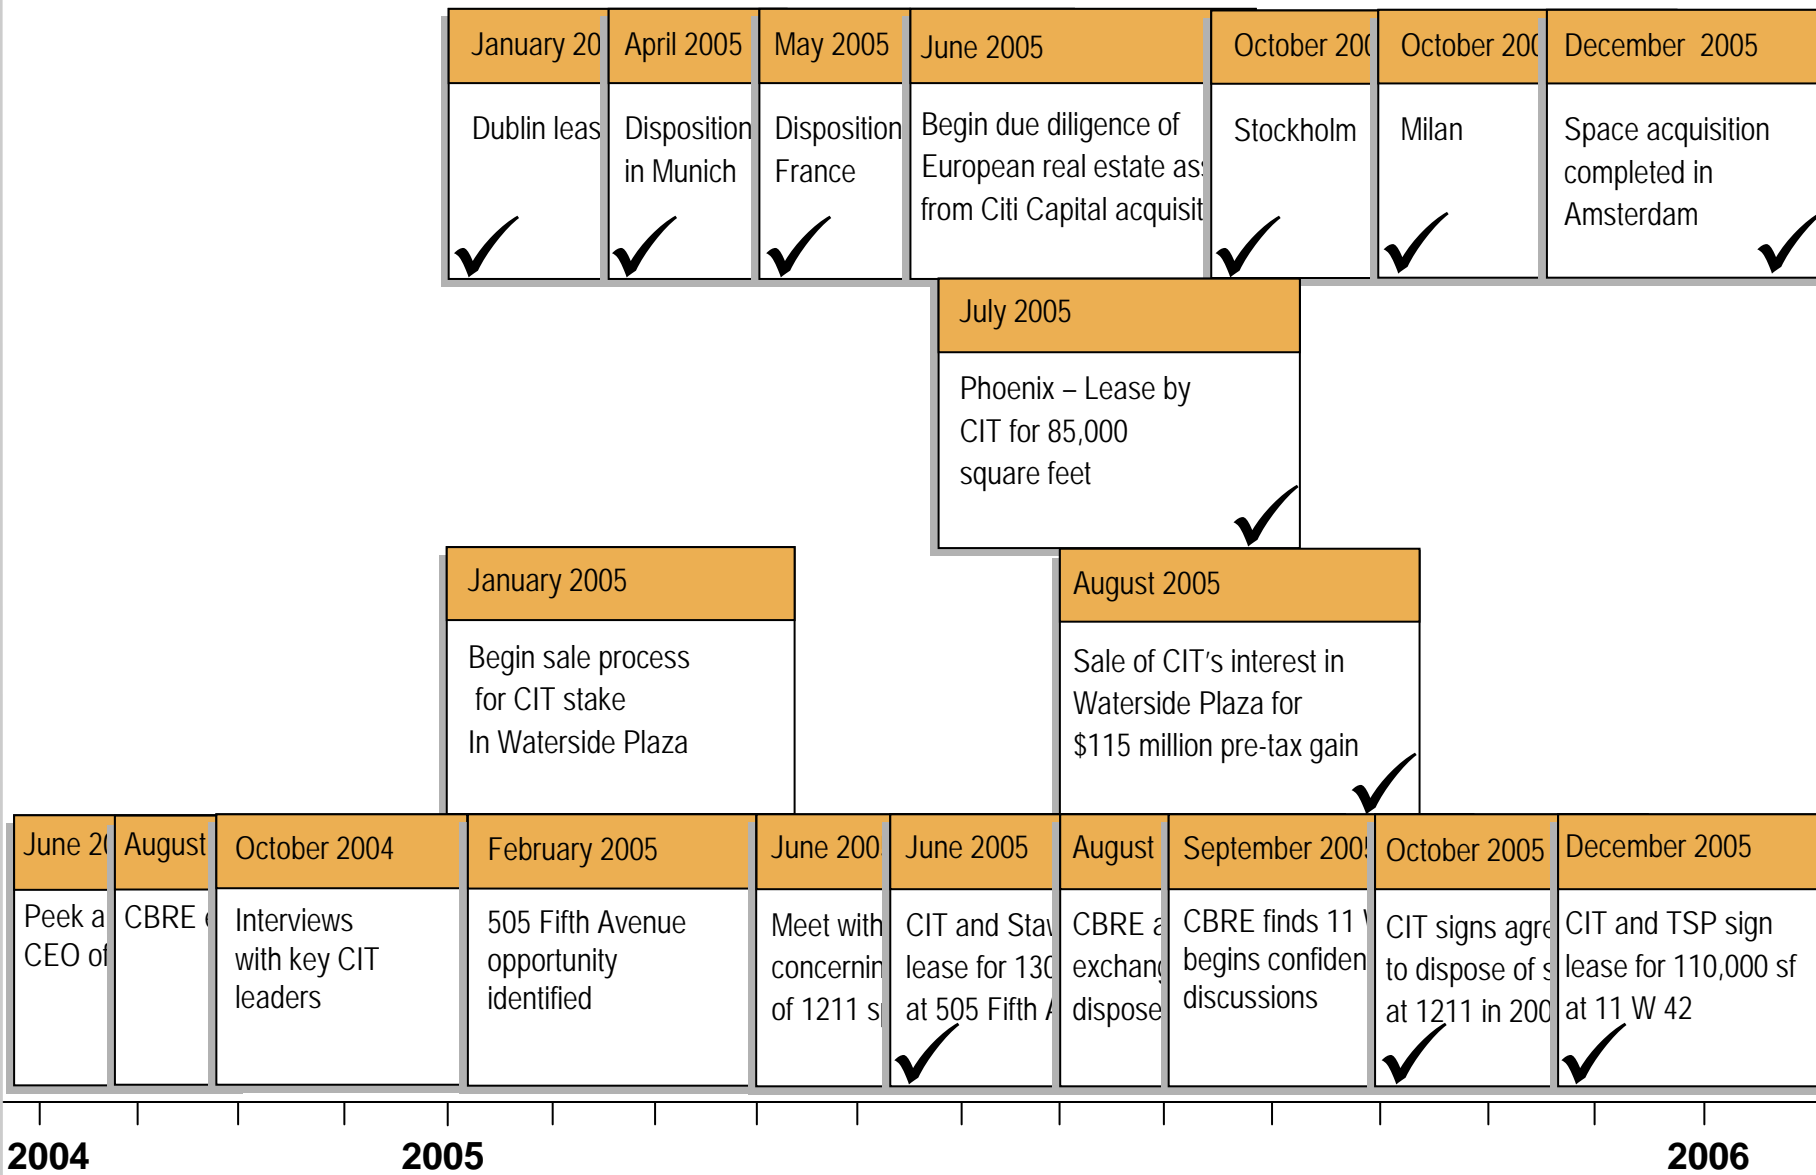 January 20
Dublin leas
April 2005
Disposition
in Munich
May 2005
Disposition
France
June 2005
Begin due diligence of
European real estate ass
from Citi Capital acquisit
October 200
Stockholm
October 200
Milan
December 2005
Space acquisition
completed in
Amsterdam
July 2005
Phoenix – Lease by
CIT for 85,000
square feet
January 2005
Begin sale process
for CIT stake
In Waterside Plaza
August 2005
Sale of CIT's interest in
Waterside Plaza for
$115 million pre-tax gain
June 20
Peek a
CEO of
August
CBRE
October 2004
Interviews
with key CIT
leaders
February 2005
505 Fifth Avenue
opportunity
identified
June 200
Meet with
concernin
of 1211 s
June 2005
CIT and Stav
lease for 130
at 505 Fifth A
August
CBRE a
exchang
dispose
September 2005
CBRE finds 11 W
begins confiden
discussions
October 2005
CIT signs agre
to dispose of s
at 1211 in 200
December 2005
CIT and TSP sign
lease for 110,000 sf
at 11 W 42
2004 2005 2006